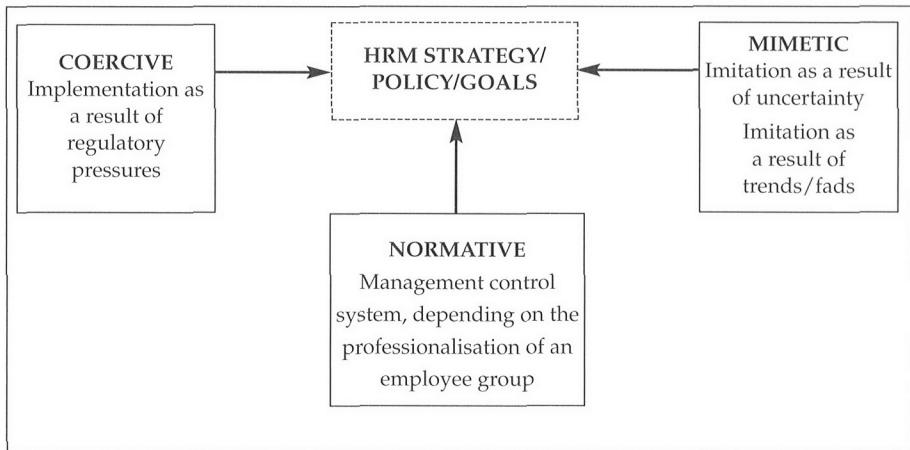 COERCIVE
Implementation as
a result of
regulatory
pressures
HRM STRATEGY/
POLICY/GOALS
MIMETIC
Imitation as a result
of uncertainty
Imitation as
a result of
trends/fads
NORMATIVE
Management control
system, depending on the
professionalisation of an
employee group